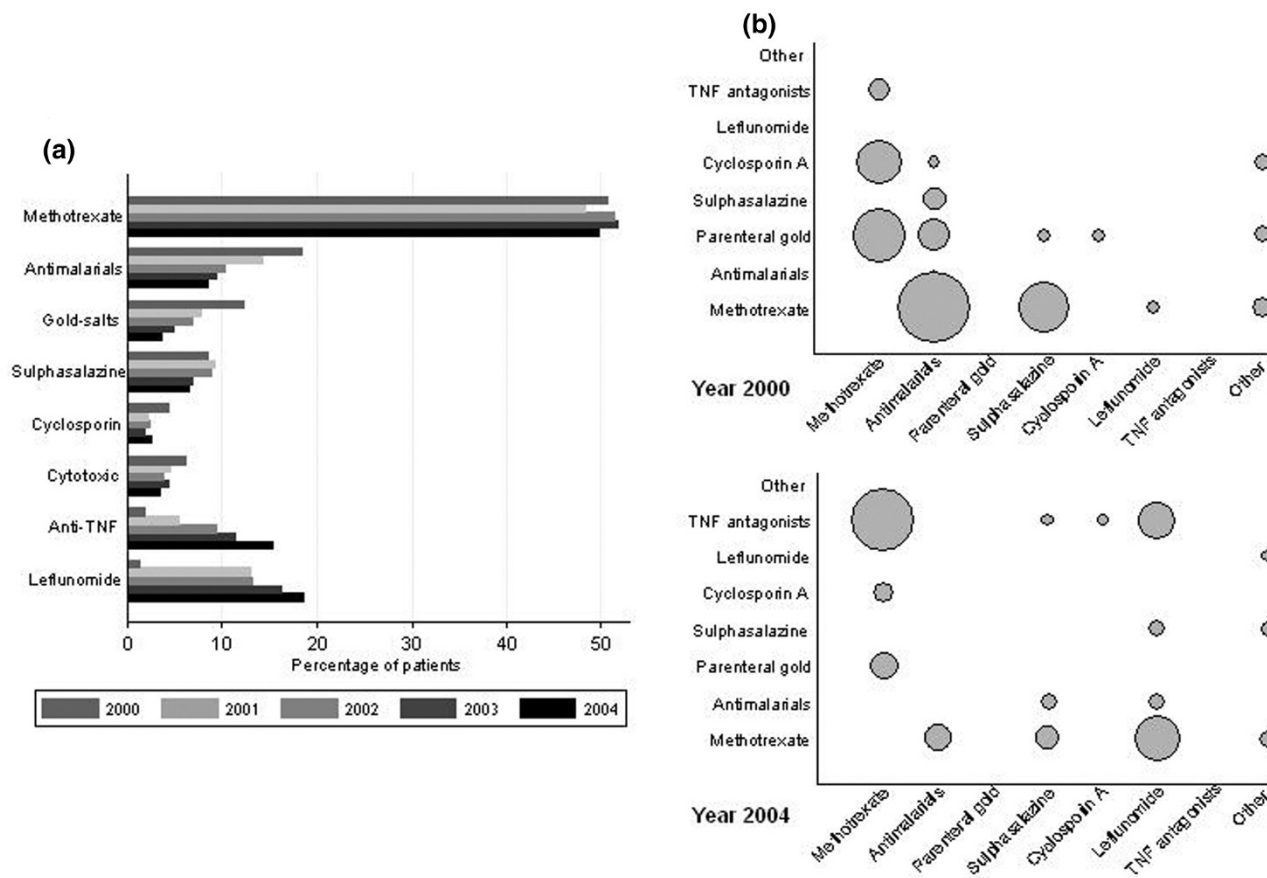 (a)
Methotrexate
Antimalarials
Gold-salts
Sulphasalazine
Cyclosporin
Cytotoxic
Anti-TNF
Leflunomide
0 10 20 30 40 50
Percentage of patients
2000 2001 2002 2003 2004
(b)
Other
TNF antagonists
Leflunomide
Cyclosporin A
Sulphasalazine
Parenteral gold
Antimalarials
Methotrexate
Year 2000
Methotrexate
Antimalarials
Parenteral gold
Sulphasalazine
Cyclosporin A
Leflunomide
TNF antagonists
Other
Other
TNF antagonists
Leflunomide
Cyclosporin A
Sulphasalazine
Parenteral gold
Antimalarials
Methotrexate
Year 2004
Methotrexate
Antimalarials
Parenteral gold
Sulphasalazine
Cyclosporin A
Leflunomide
TNF antagonists
Other